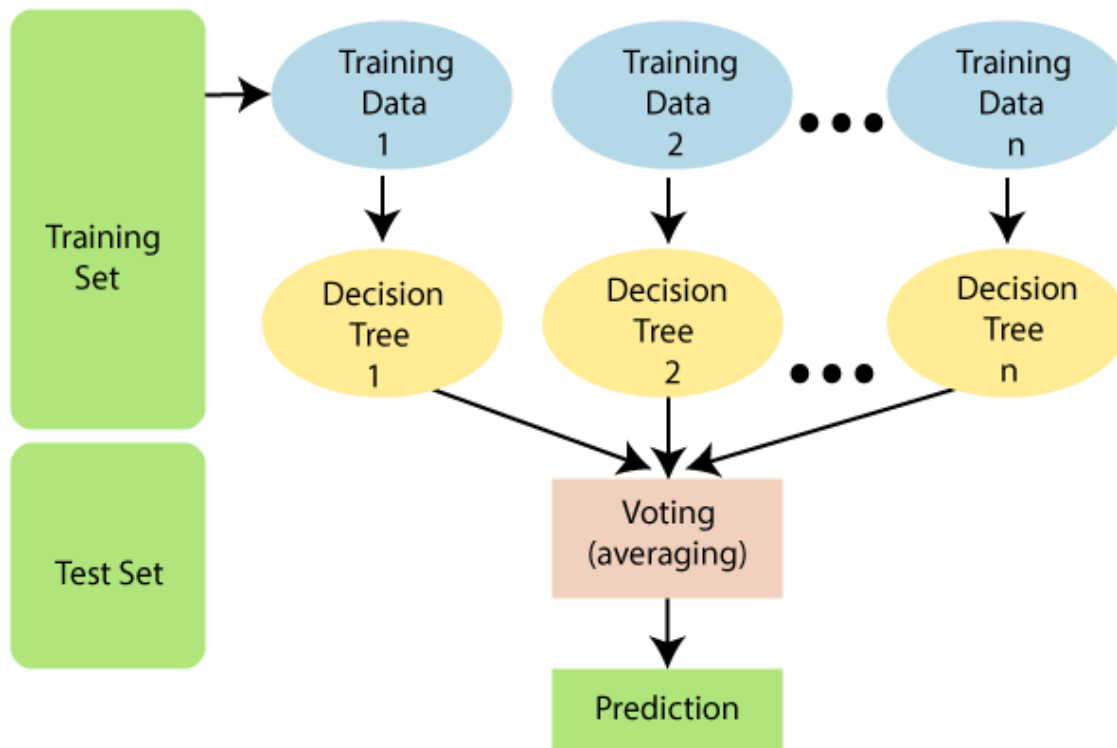 Training
Set
Test Set
Training
Data
1
Training
Data
2
Training
Data
n
Decision
Tree
1
Decision
Tree
2
Decision
Tree
n
Voting
(averaging)
Prediction